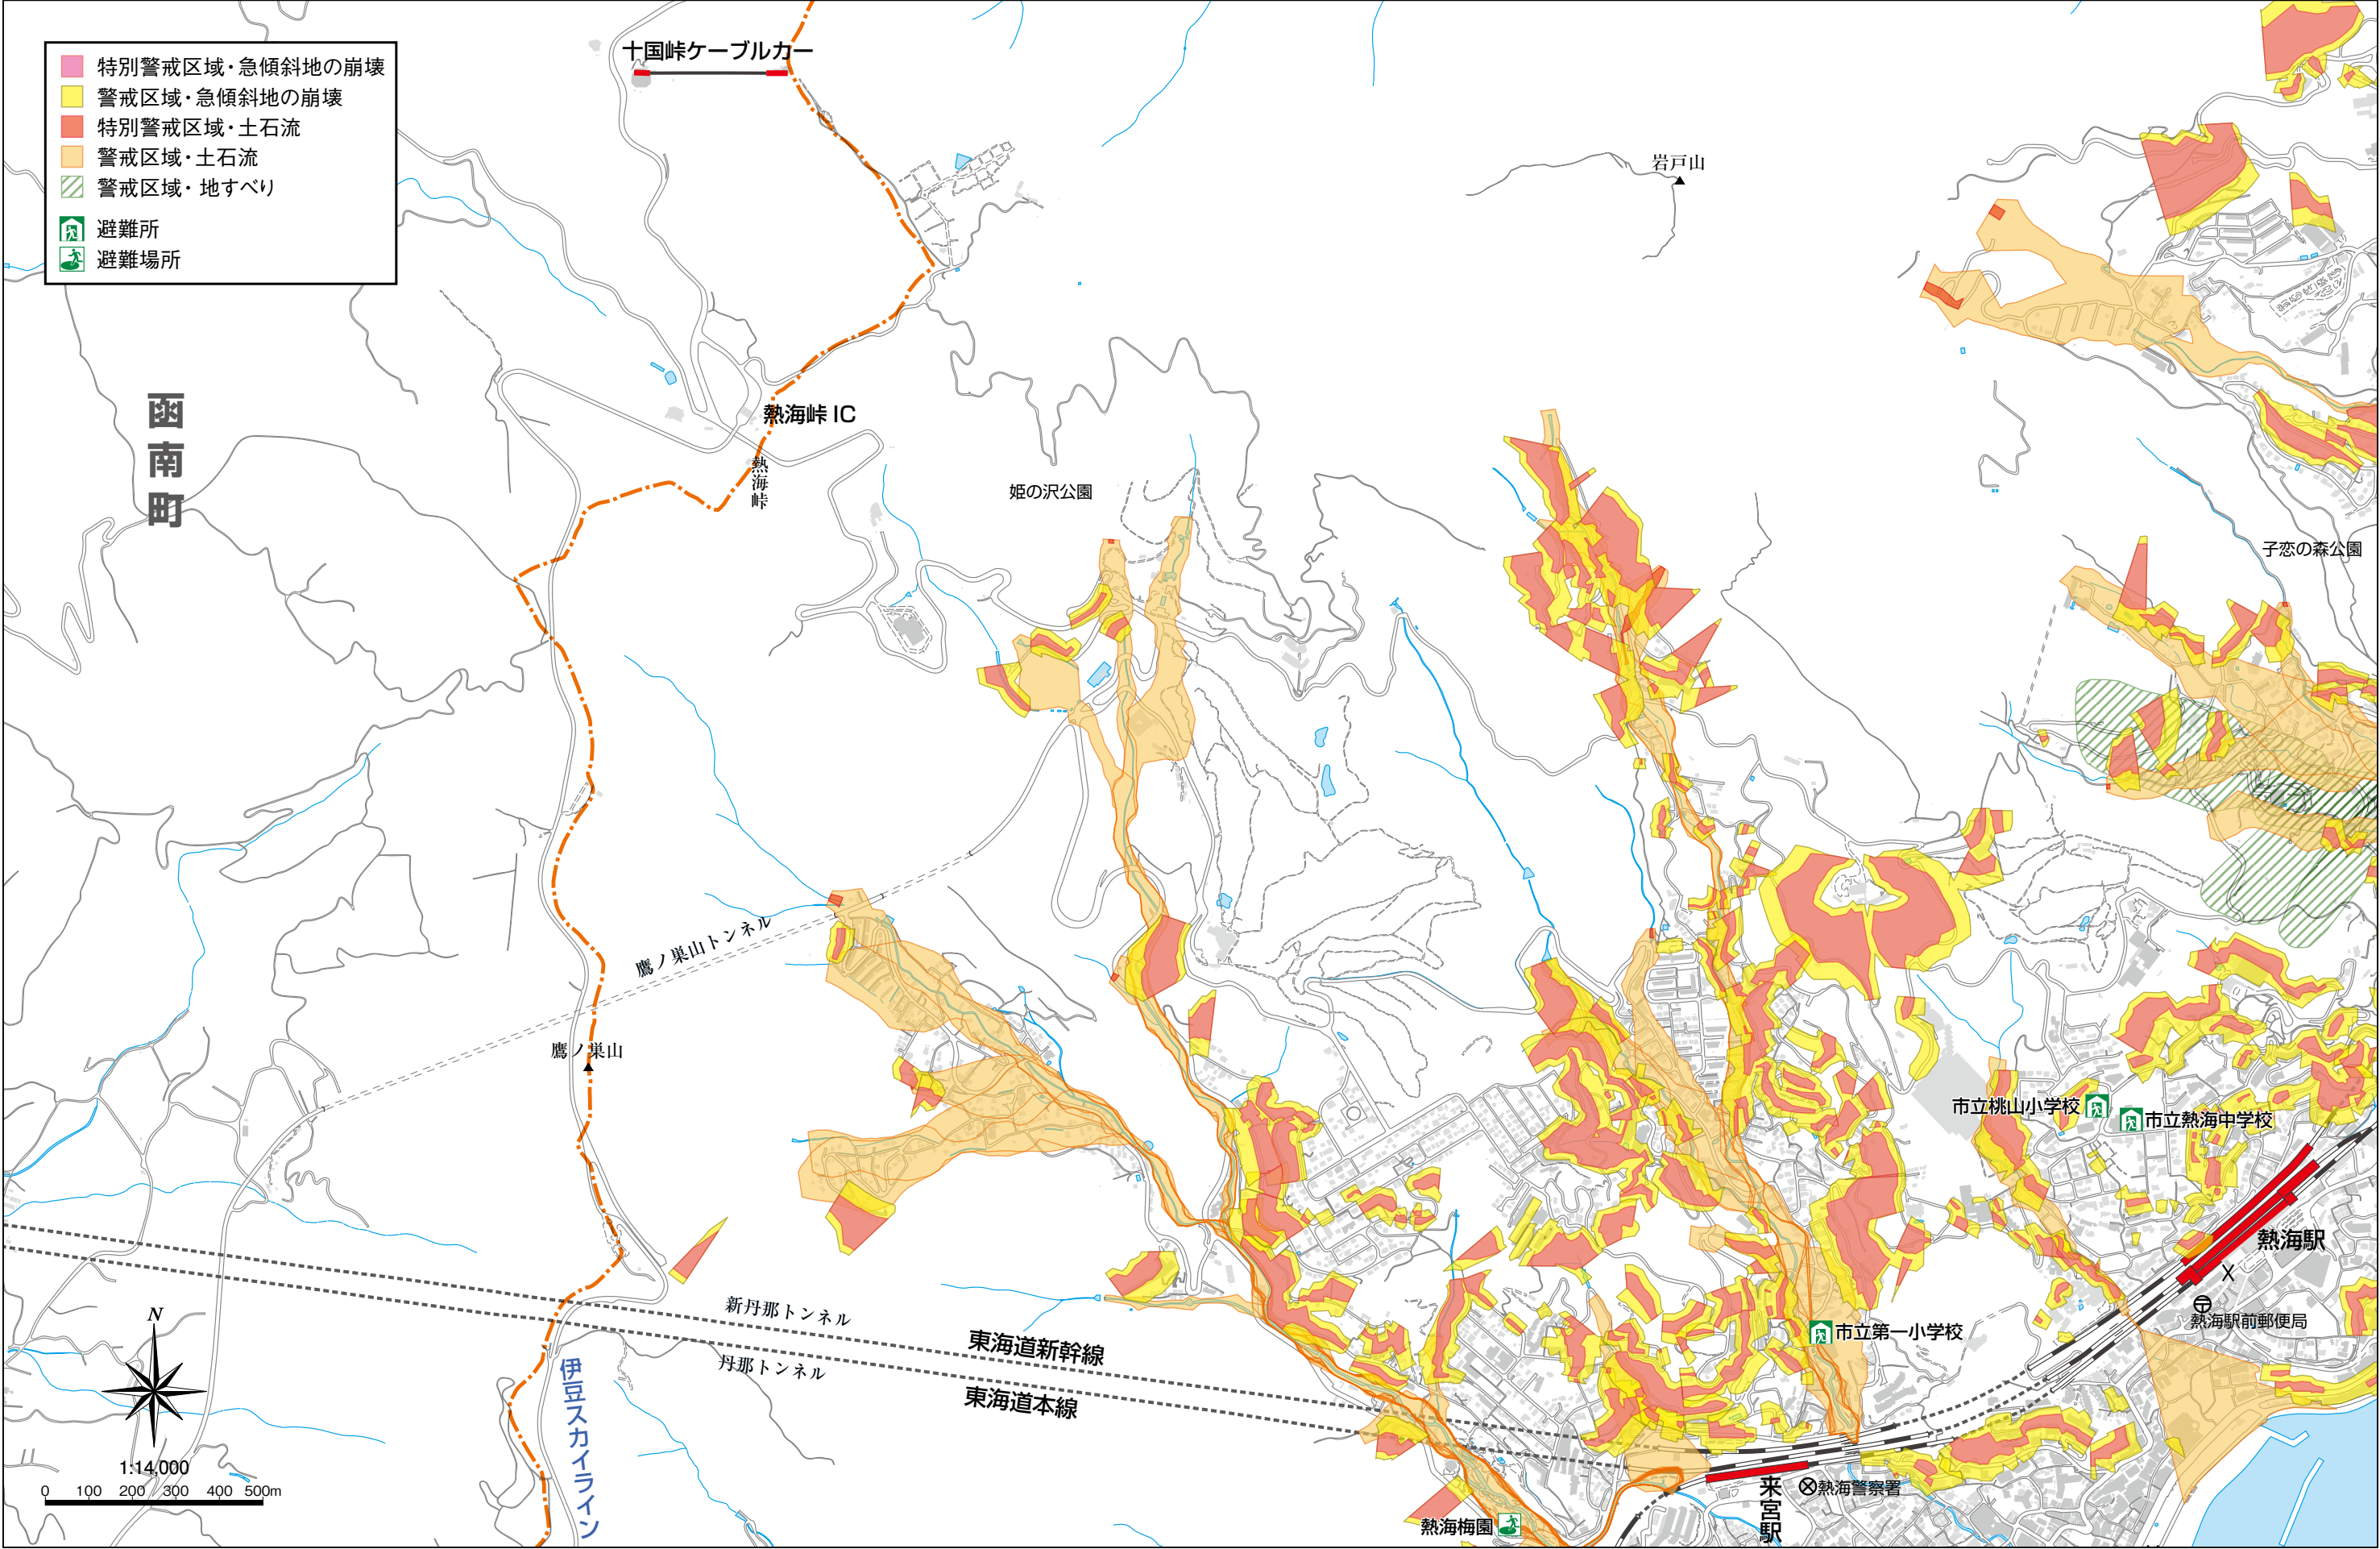 特別警戒区域・急傾斜地の崩壊
警戒区域・急傾斜地の崩壊
特別警戒区域・土石流
警戒区域・土石流
警戒区域・地すべり
避難所
避難場所
十国峠ケーブルカー
岩戸山
函南町
熱海峠 IC
熱海峠
姫の沢公園
子恋の森公園
鷹ノ巣山トンネル
鷹ノ巣山
市立桃山小学校
市立熱海中学校
熱海駅
熱海駅前郵便局
新丹那トンネル
東海道新幹線
丹那トンネル
東海道本線
市立第一小学校
伊豆スカイライン
N
1:14,000
0 100 200 300 400 500m
来宮駅
熱海警察署
熱海梅園